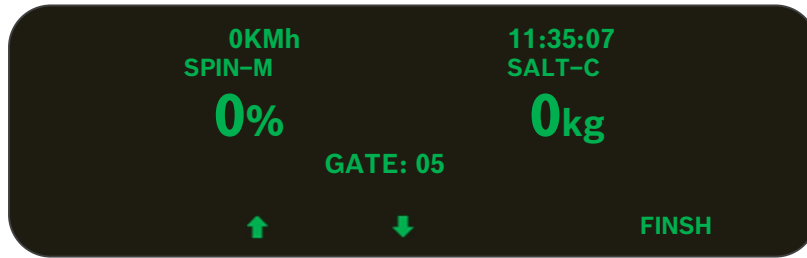 0KMh 11:35:07
SPIN-M SALT-C
0% 0kg
GATE: 05
FINSH